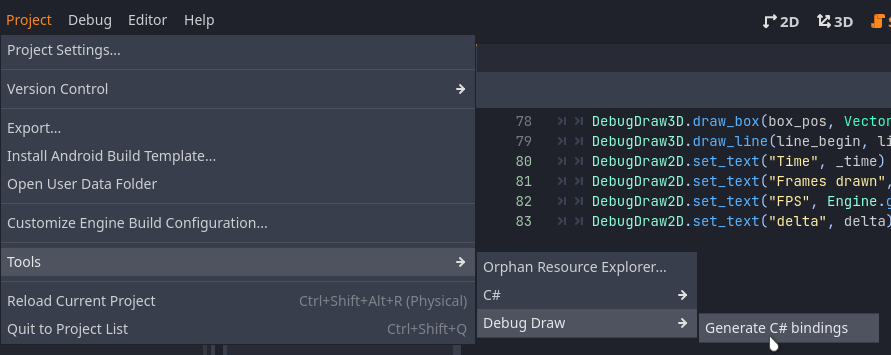 Project Debug Editor Help 2D 3D
Project Settings...
Version Control
Export...
Install Android Build Template...
Open User Data Folder
Customize Engine Build Configuration...
Tools
Reload Current Project Ctrl+Shift+Alt+R (Physical)
Quit to Project List Ctrl+Shift+Q
78 DebugDraw3D.draw_box(box_pos, Vector
79 DebugDraw3D.draw_line(line_begin, li
80 DebugDraw2D.set_text("Time", _time)
81 DebugDraw2D.set_text("Frames drawn",
82 DebugDraw2D.set_text("FPS", Engine.g
83 DebugDraw2D.set_text("delta", delta)
Orphan Resource Explorer...
C#
Debug Draw
Generate C# bindings